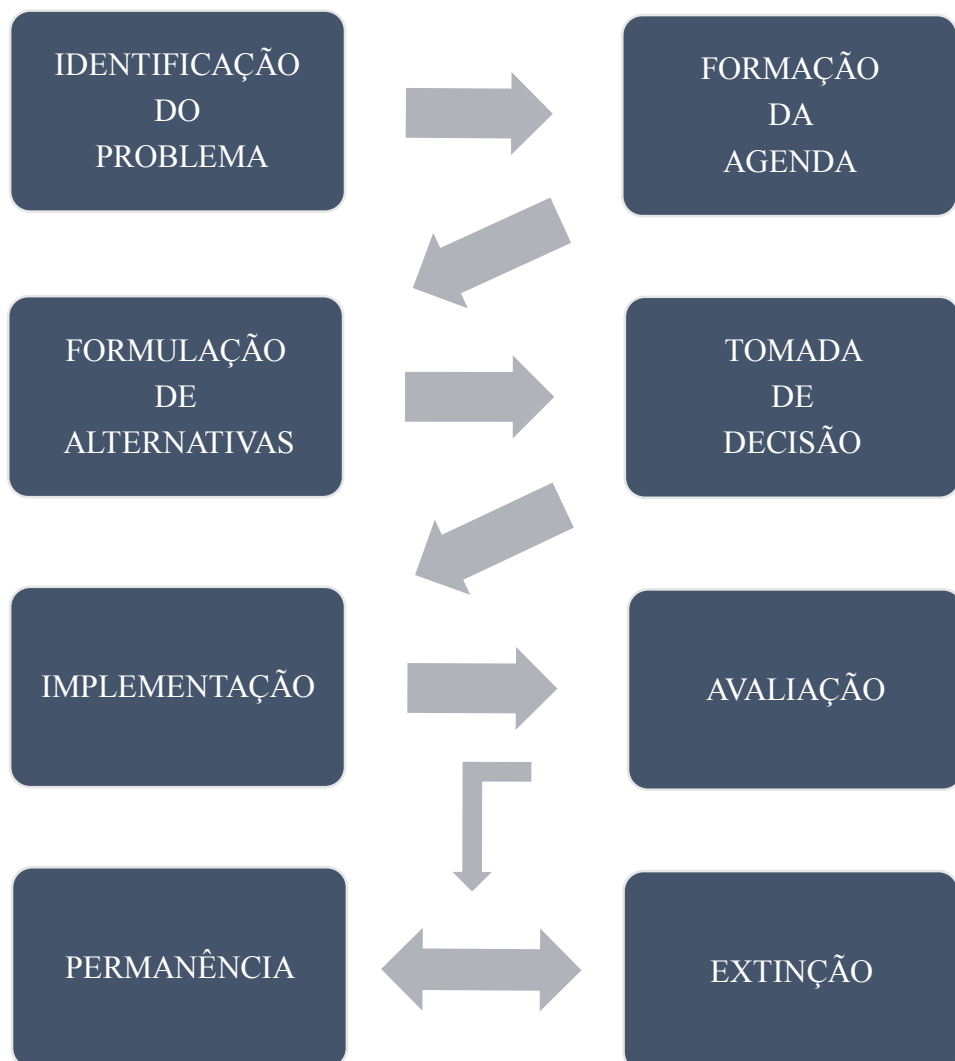 IDENTIFICAÇÃO
DO
PROBLEMA
FORMAÇÃO
DA
AGENDA
FORMULAÇÃO
DE
ALTERNATIVAS
TOMADA
DE
DECISÃO
IMPLEMENTAÇÃO
AVALIAÇÃO
PERMANÊNCIA
EXTINÇÃO